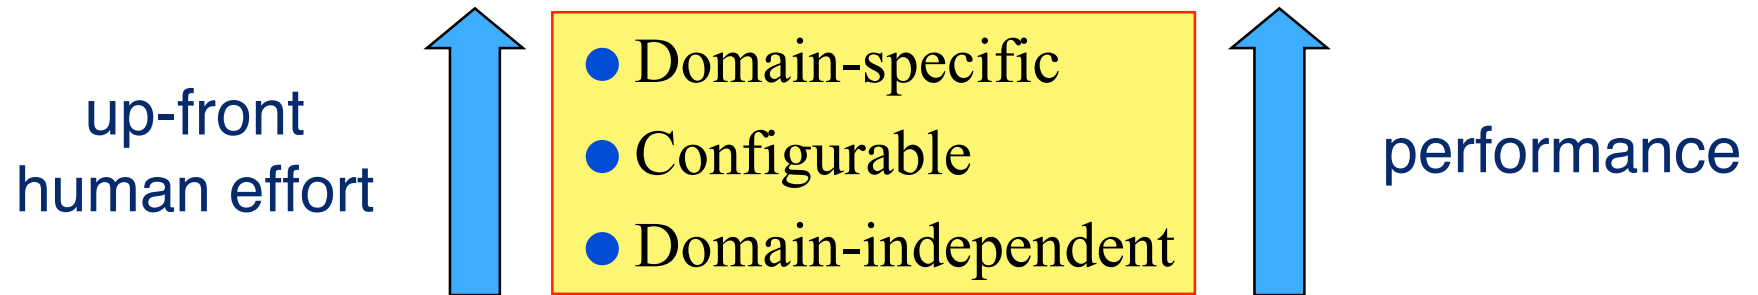 up-front
human effort
● Domain-specific
● Configurable
● Domain-independent
performance